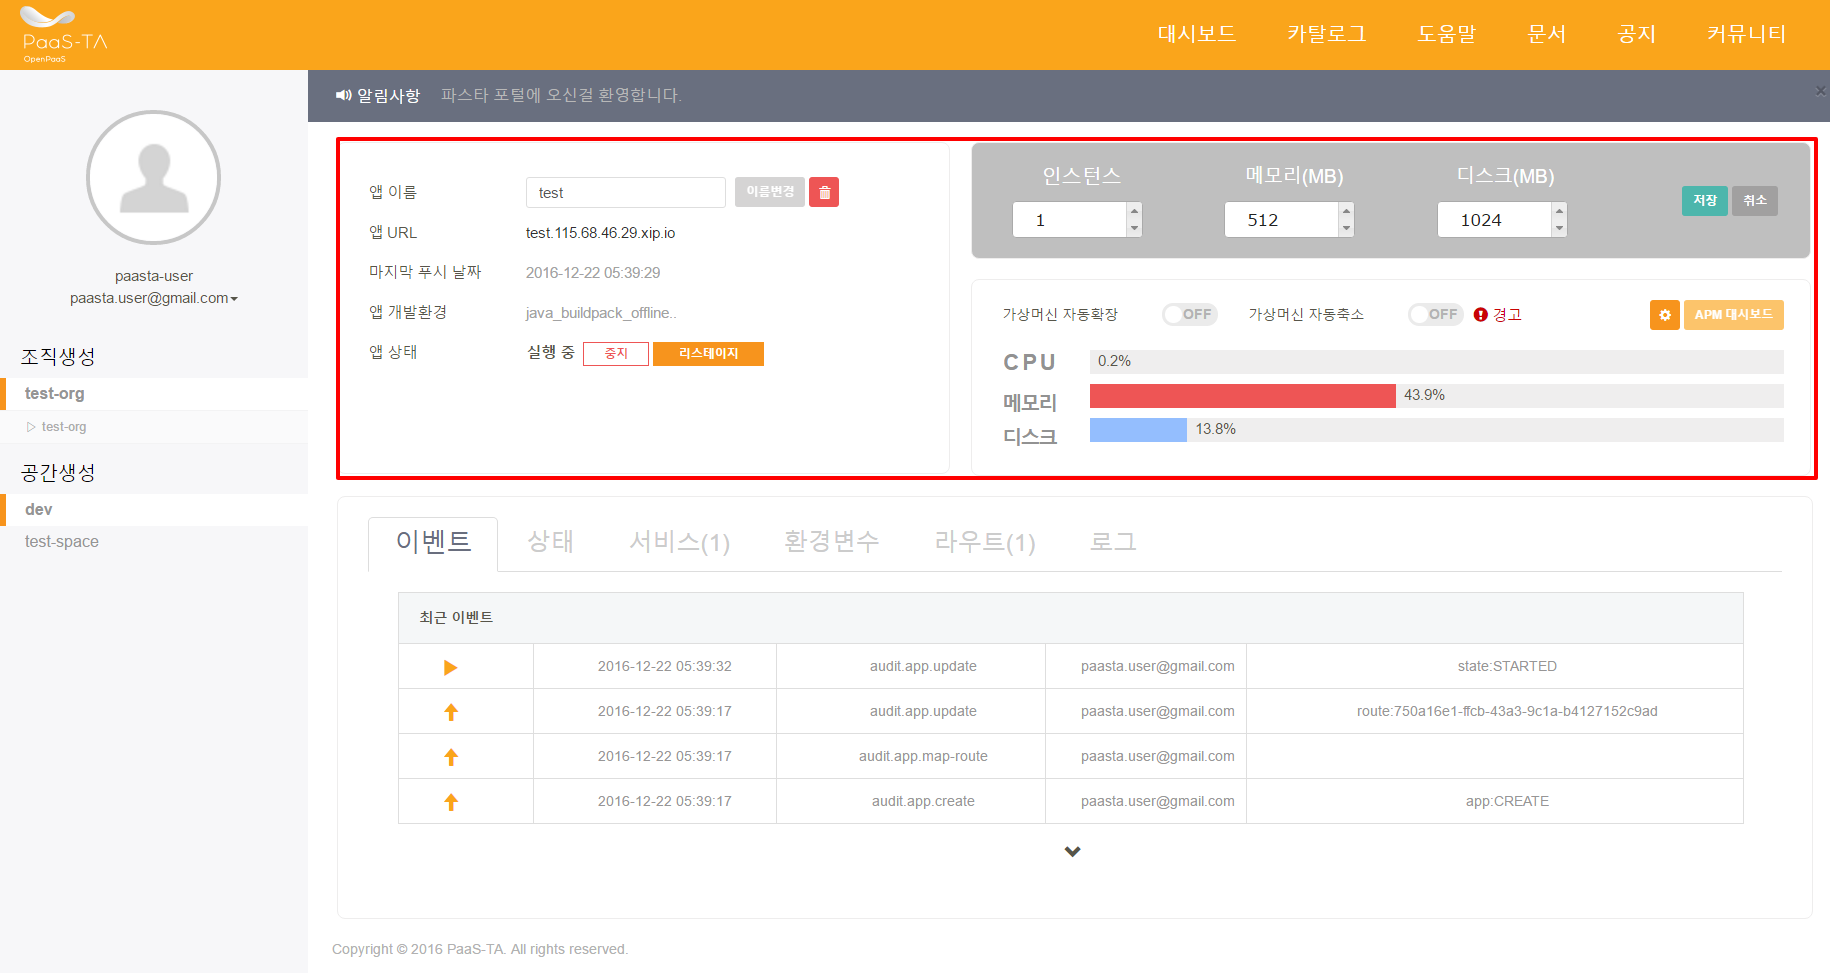 PaaS-TA
OpenPaaS
대시보드 카탈로그 도움말 문서 공지 커뮤니티
알림사항 파스타 포털에 오신걸 환영합니다.
×
paasta-user
paasta.user@gmail.com
조직생성
test-org
test-org
공간생성
dev
test-space
앱 이름 test 이름변경
앱 URL test.115.68.46.29.xip.io
마지막 푸시 날짜 2016-12-22 05:39:29
앱 개발환경 java_buildpack_offline..
앱 상태 실행 중 중지 리스테이지
인스턴스 메모리(MB) 디스크(MB)
1 512 1024 저장 취소
가상머신 자동확장 OFF 가상머신 자동축소 OFF 경고 APM 대시보드
CPU 0.2%
메모리 43.9%
디스크 13.8%
이벤트 상태 서비스(1) 환경변수 라우트(1) 로그
최근 이벤트
2016-12-22 05:39:32 audit.app.update paasta.user@gmail.com state:STARTED
2016-12-22 05:39:17 audit.app.update paasta.user@gmail.com route:750a16e1-ffcb-43a3-9c1a-b4127152c9ad
2016-12-22 05:39:17 audit.app.map-route paasta.user@gmail.com
2016-12-22 05:39:17 audit.app.create paasta.user@gmail.com app:CREATE
Copyright © 2016 PaaS-TA. All rights reserved.